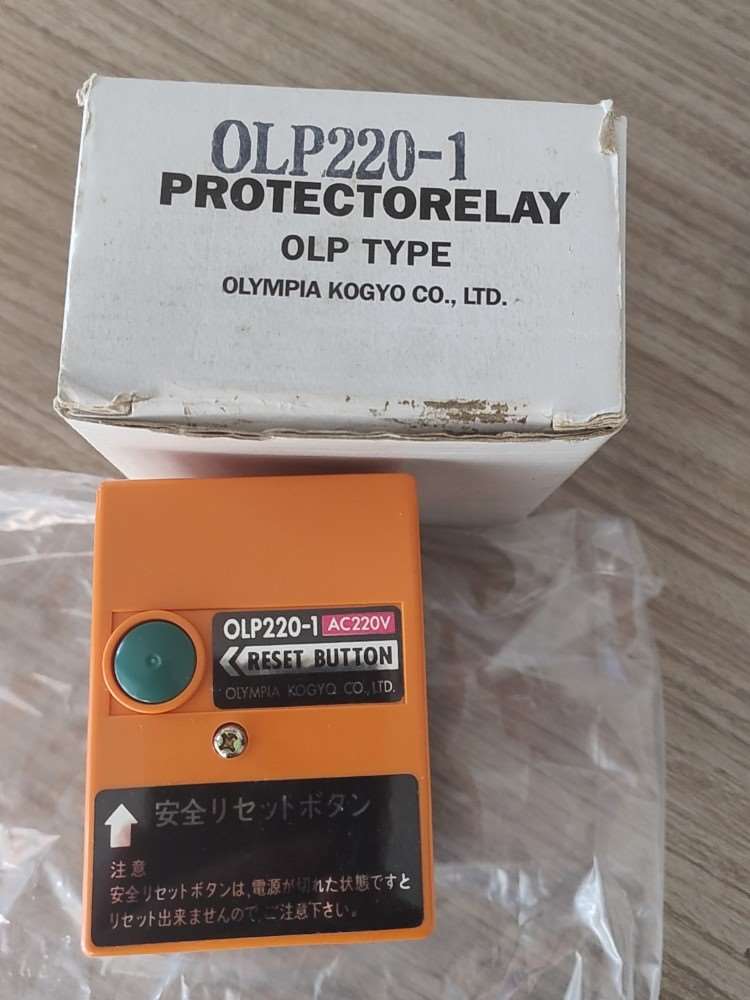 OLP220-1
PROTECTORELAY
OLP TYPE
OLYMPIA KOGYO CO., LTD.
OLP220-1 AC220V
RESET BUTTON
OLYMPIA KOGYO CO., LTD.
安全リセットボタン
注意
安全リセットボタンは,電源が切れた状態ですと
リセット出来ませんので,ご注意下さい。